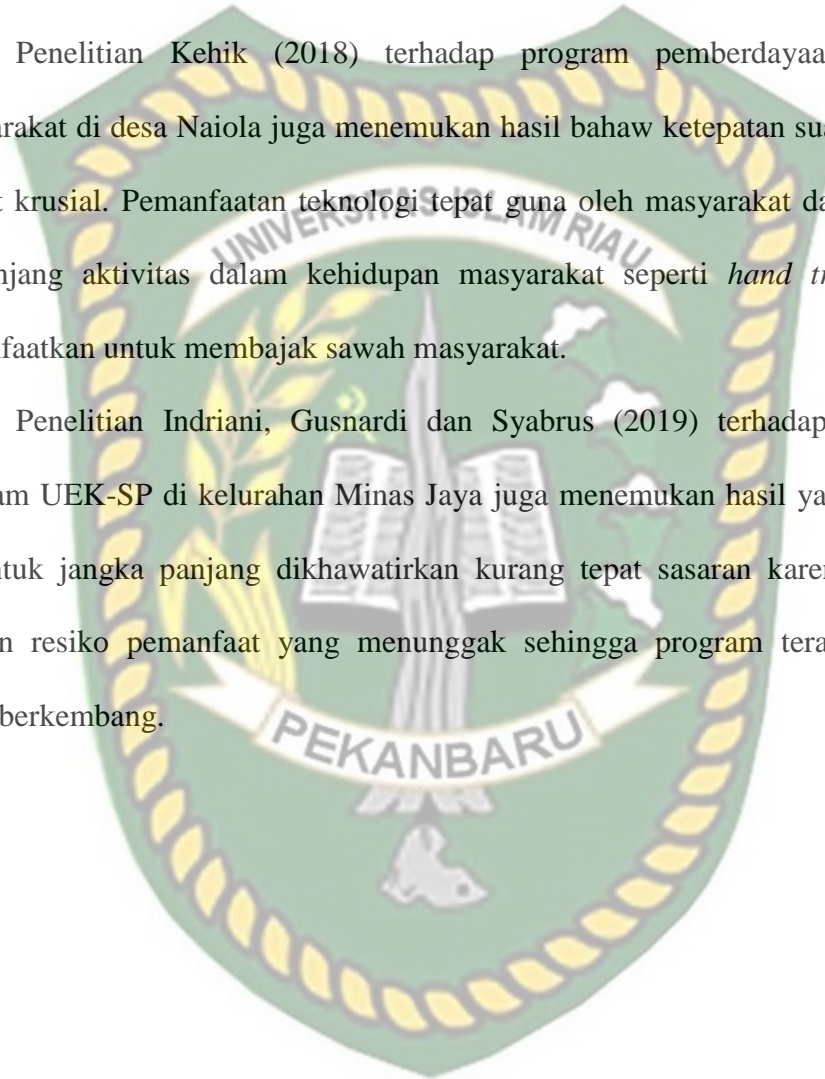 Penelitian Kehik (2018) terhadap program pemberdayaa
arakat di desa Naiola juga menemukan hasil bahaw ketepatan sua
t krusial. Pemanfaatan teknologi tepat guna oleh masyarakat da
UNIVERSITAS ISLAM RIAU
njang aktivitas dalam kehidupan masyarakat seperti hand tr
faatkan untuk membajak sawah masyarakat.
Penelitian Indriani, Gusnardi dan Syabrus (2019) terhadap
am UEK-SP di kelurahan Minas Jaya juga menemukan hasil ya
ntuk jangka panjang dikhawatirkan kurang tepat sasaran karen
n resiko pemanfaat yang menunggak sehingga program tera
berkembang.
PEKANBARU